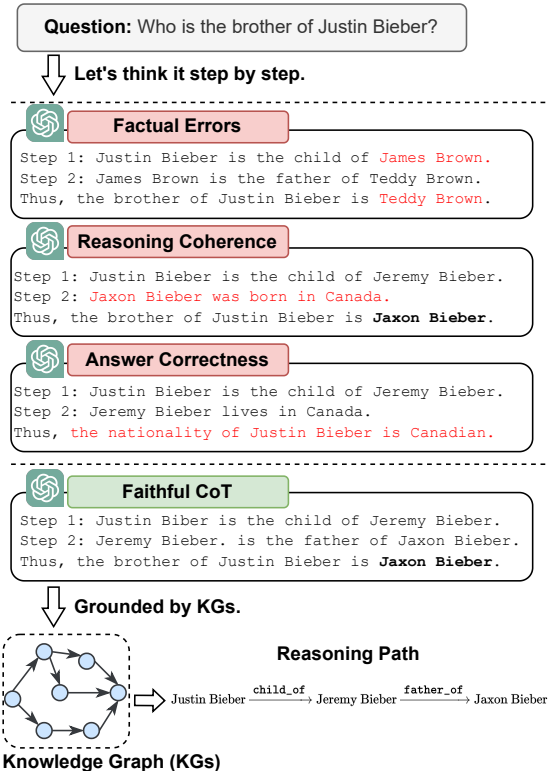 Question: Who is the brother of Justin Bieber?
Let's think it step by step.
Factual Errors
Step 1: Justin Bieber is the child of James Brown.
Step 2: James Brown is the father of Teddy Brown.
Thus, the brother of Justin Bieber is Teddy Brown.
Reasoning Coherence
Step 1: Justin Bieber is the child of Jeremy Bieber.
Step 2: Jaxon Bieber was born in Canada.
Thus, the brother of Justin Bieber is Jaxon Bieber.
Answer Correctness
Step 1: Justin Bieber is the child of Jeremy Bieber.
Step 2: Jeremy Bieber lives in Canada.
Thus, the nationality of Justin Bieber is Canadian.
Faithful CoT
Step 1: Justin Biber is the child of Jeremy Bieber.
Step 2: Jeremy Bieber. is the father of Jaxon Bieber.
Thus, the brother of Justin Bieber is Jaxon Bieber.
Grounded by KGs.
Reasoning Path
Justin Bieber child_of Jeremy Bieber father_of Jaxon Bieber
Knowledge Graph (KGs)